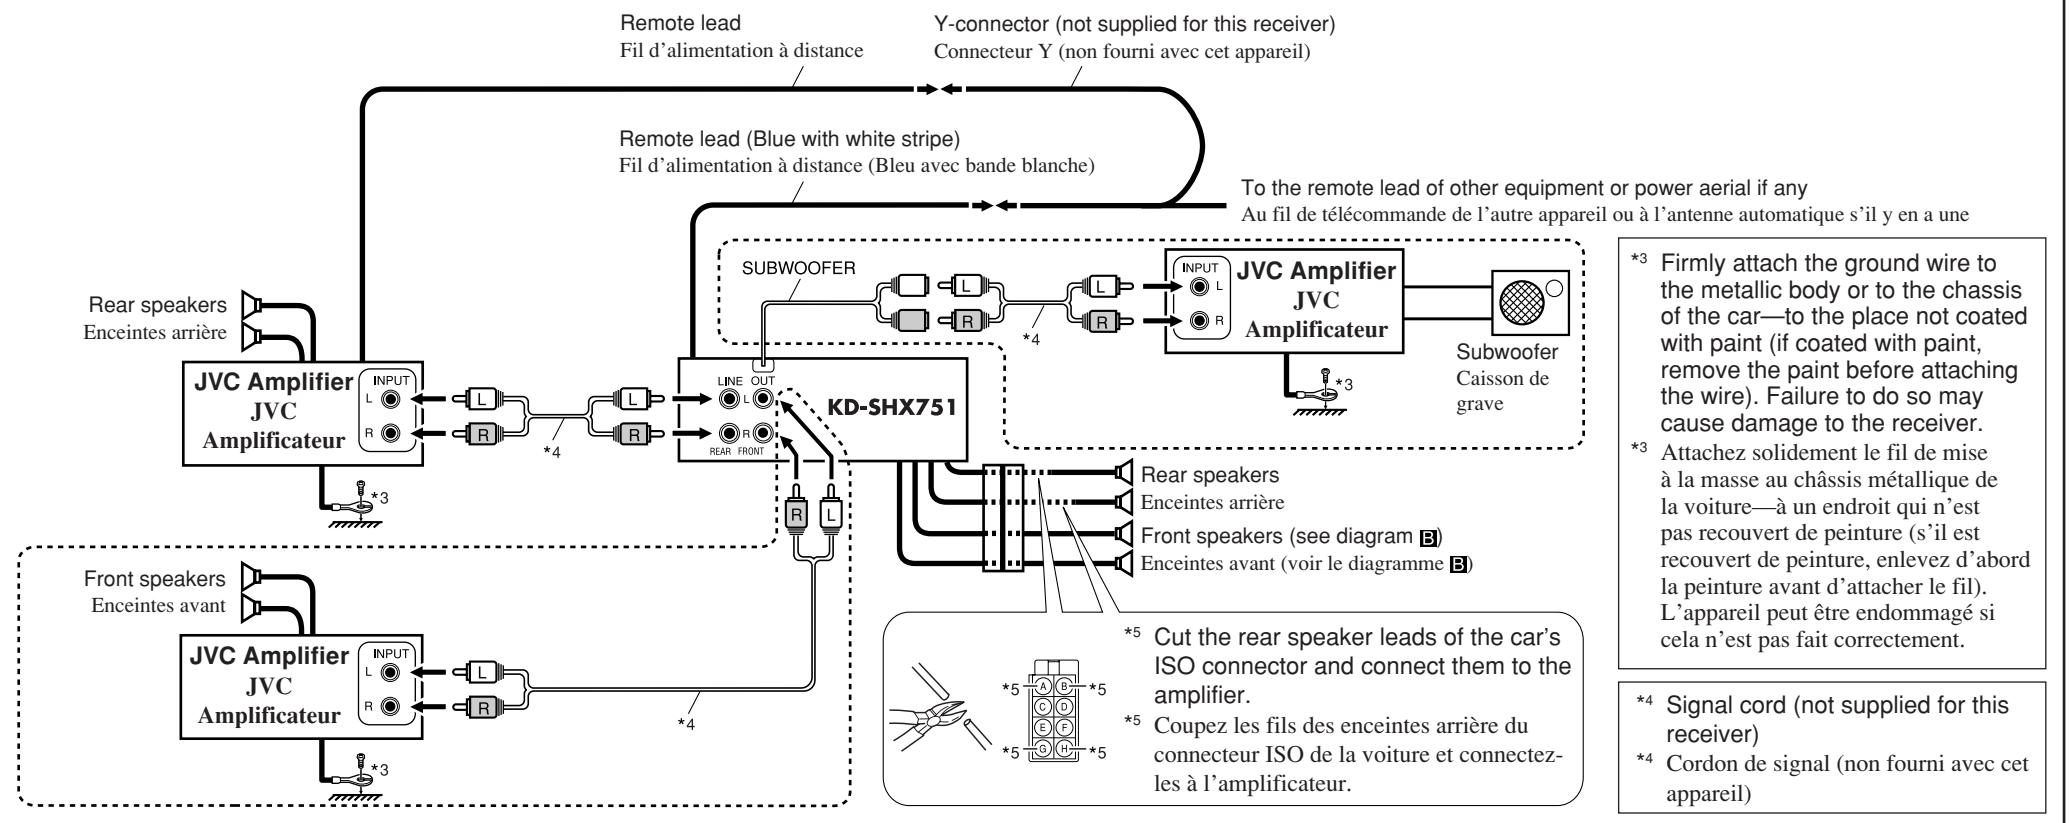 Remote lead
Fil d’alimentation à distance
Y-connector (not supplied for this receiver)
Connecteur Y (non fourni avec cet appareil)
Remote lead (Blue with white stripe)
Fil d’alimentation à distance (Bleu avec bande blanche)
To the remote lead of other equipment or power aerial if any
Au fil de télécommande de l’autre appareil ou à l’antenne automatique s’il y en a une
SUBWOOFER
L
R
*4
L
R
INPUT
L
R
JVC Amplifier
JVC
Amplificateur
*3
Subwoofer
Caisson de
grave
Rear speakers
Enceintes arrière
JVC Amplifier
JVC
Amplificateur
INPUT
L
R
*3
L
R
*4
L
R
LINE OUT
L
R
REAR FRONT
KD-SHX751
R
L
Rear speakers
Enceintes arrière
Front speakers (see diagram B)
Enceintes avant (voir le diagramme B)
Front speakers
Enceintes avant
JVC Amplifier
JVC
Amplificateur
INPUT
L
R
*3
L
R
*4
*5 A B *5
C D
E F
*5 G H *5
*5 Cut the rear speaker leads of the car’s
ISO connector and connect them to the
amplifier.
*5 Coupez les fils des enceintes arrière du
connecteur ISO de la voiture et connectez-
les à l’amplificateur.
*3 Firmly attach the ground wire to
the metallic body or to the chassis
of the car—to the place not coated
with paint (if coated with paint,
remove the paint before attaching
the wire). Failure to do so may
cause damage to the receiver.
*3 Attachez solidement le fil de mise
à la masse au châssis métallique de
la voiture—à un endroit qui n’est
pas recouvert de peinture (s’il est
recouvert de peinture, enlevez d’abord
la peinture avant d’attacher le fil).
L’appareil peut être endommagé si
cela n’est pas fait correctement.
*4 Signal cord (not supplied for this
receiver)
*4 Cordon de signal (non fourni avec cet
appareil)